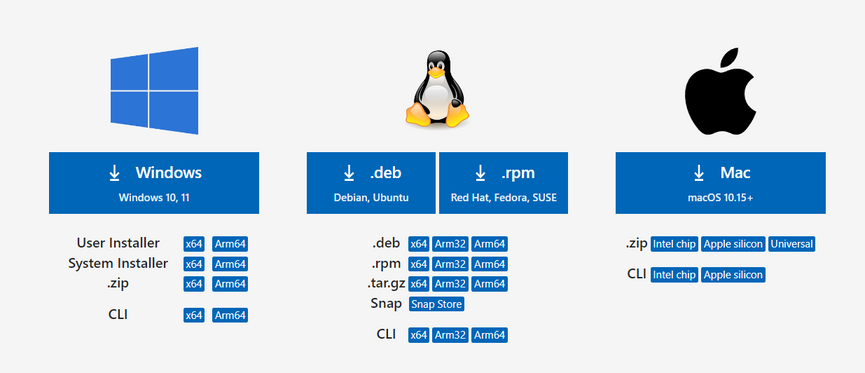 Windows
Windows 10, 11
.deb
Debian, Ubuntu
.rpm
Red Hat, Fedora, SUSE
Mac
macOS 10.15+
User Installer x64 Arm64
System Installer x64 Arm64
.zip x64 Arm64
CLI x64 Arm64
.deb x64 Arm32 Arm64
.rpm x64 Arm32 Arm64
.tar.gz x64 Arm32 Arm64
Snap Snap Store
CLI x64 Arm32 Arm64
.zip Intel chip Apple silicon Universal
CLI Intel chip Apple silicon